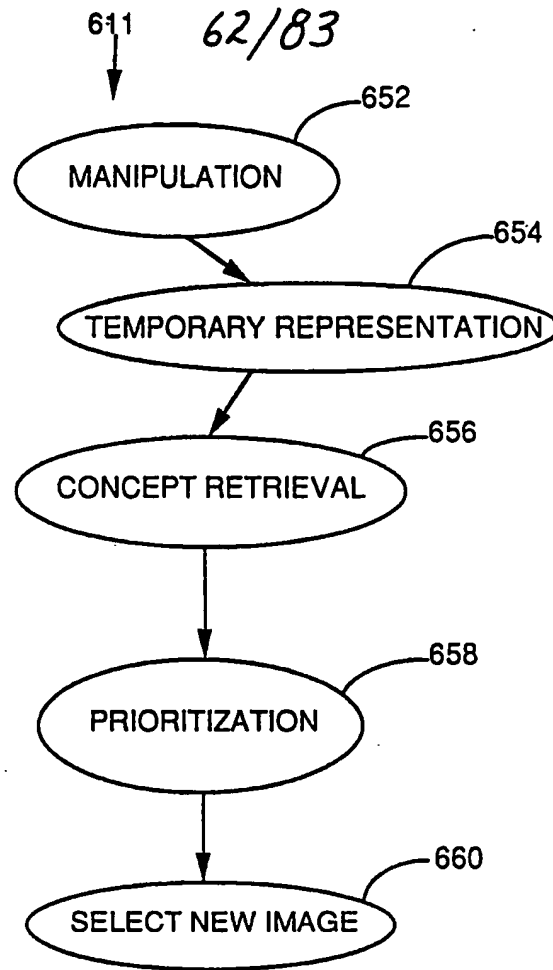 611 62/83
652
MANIPULATION
654
TEMPORARY REPRESENTATION
656
CONCEPT RETRIEVAL
658
PRIORITIZATION
660
SELECT NEW IMAGE